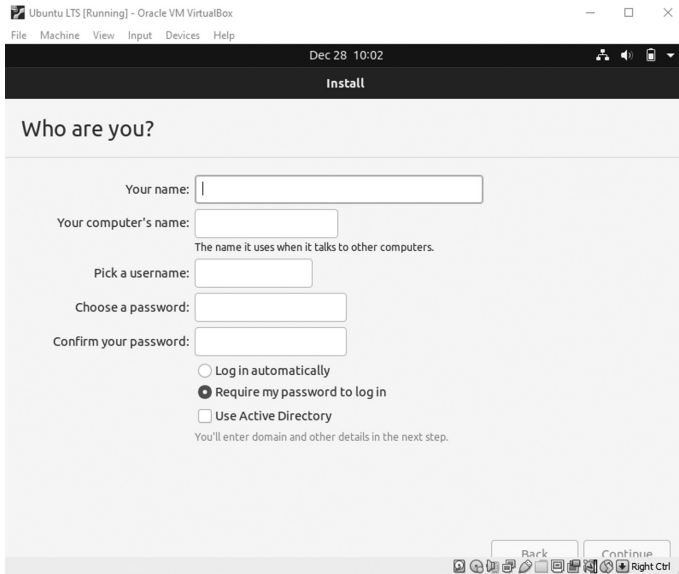 Ubuntu LTS [Running] - Oracle VM VirtualBox
File Machine View Input Devices Help
Dec 28 10:02
Install
Who are you?
Your name:
Your computer's name:
The name it uses when it talks to other computers.
Pick a username:
Choose a password:
Confirm your password:
Log in automatically
Require my password to log in
Use Active Directory
You'll enter domain and other details in the next step.
Back Continue
Right Ctrl